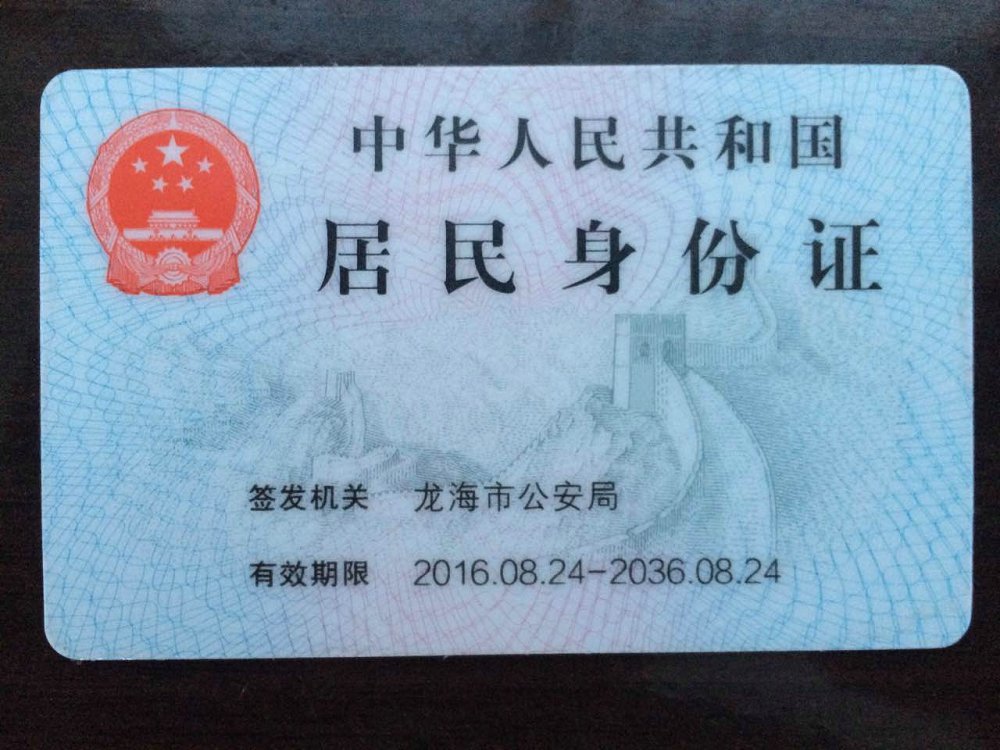 中华人民共和国
居民身份证
签发机关 龙海市公安局
有效期限 2016.08.24-2036.08.24